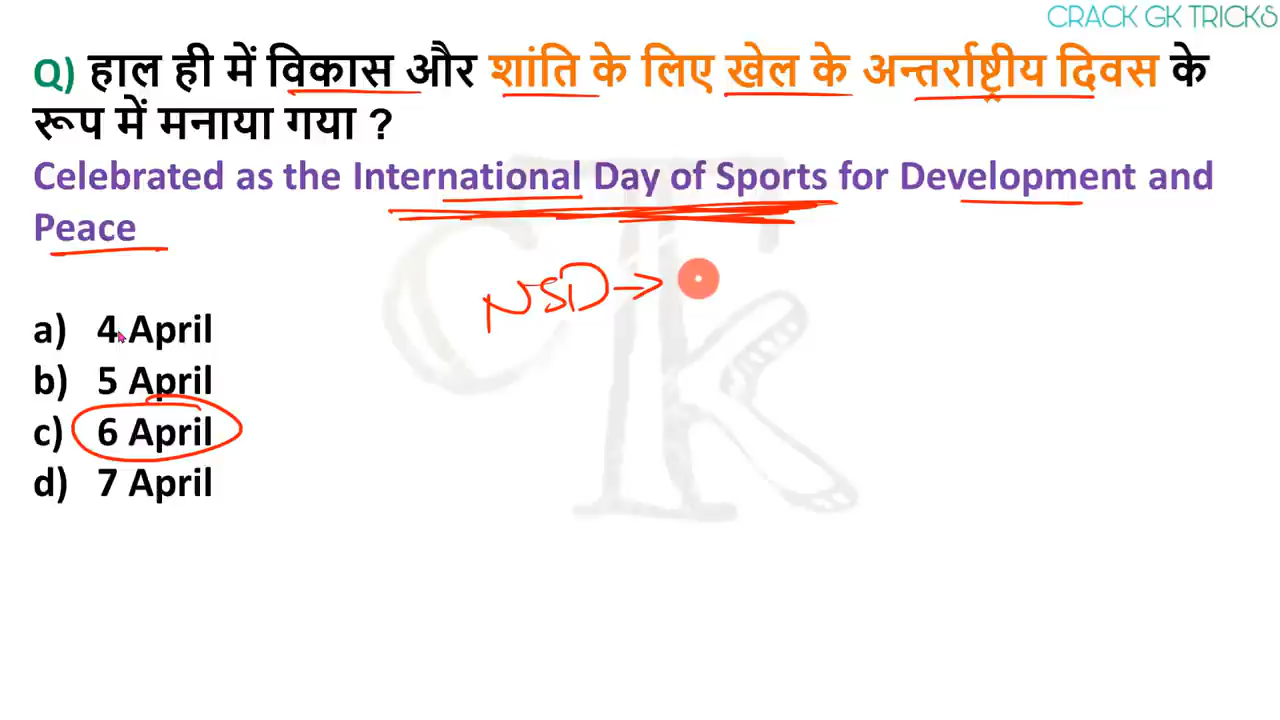 CRACK GK TRICKS
Q) हाल ही में विकास और शांति के लिए खेल के अन्तर्राष्ट्रीय दिवस के
रूप में मनाया गया ?
Celebrated as the International Day of Sports for Development and
Peace
NSD →
a) 4 April
b) 5 April
c) 6 April
d) 7 April
CTK